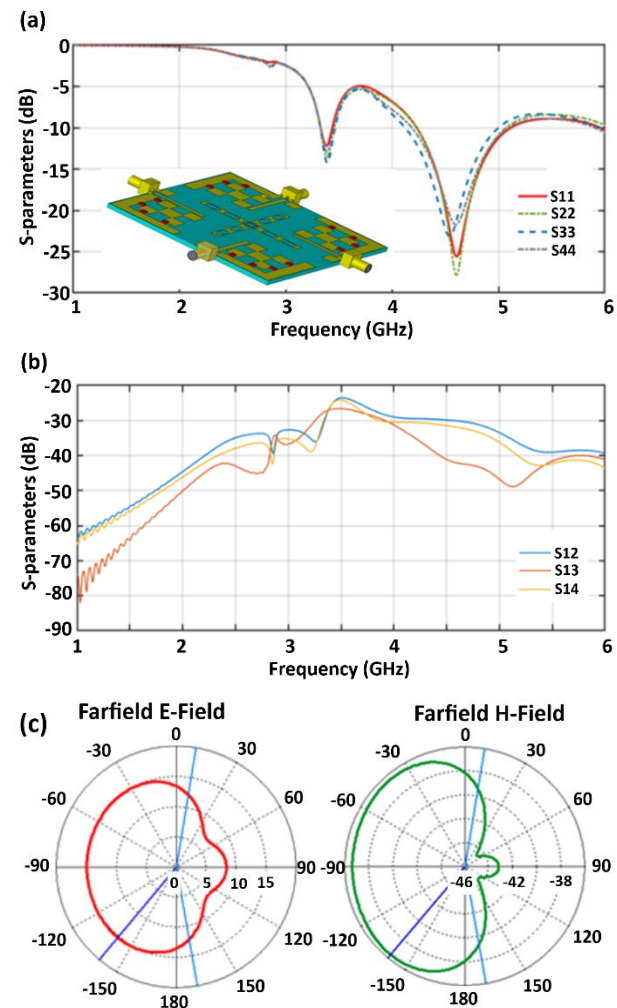 (a)
0
-5
-10
-15
-20
-25
-30
S-parameters (dB)
S11
S22
S33
S44
1 2 3 4 5 6
Frequency (GHz)
(b)
-20
-30
-40
-50
-60
-70
-80
-90
S-parameters (dB)
S12
S13
S14
1 2 3 4 5 6
Frequency (GHz)
(c)
Farfield E-Field
0
-30 30
-60 60
-90 90
0 5 10 15
-120 120
-150 150
180
Farfield H-Field
0
-30 30
-60 60
-90 90
-46 -42 -38
-120 120
-150 150
180